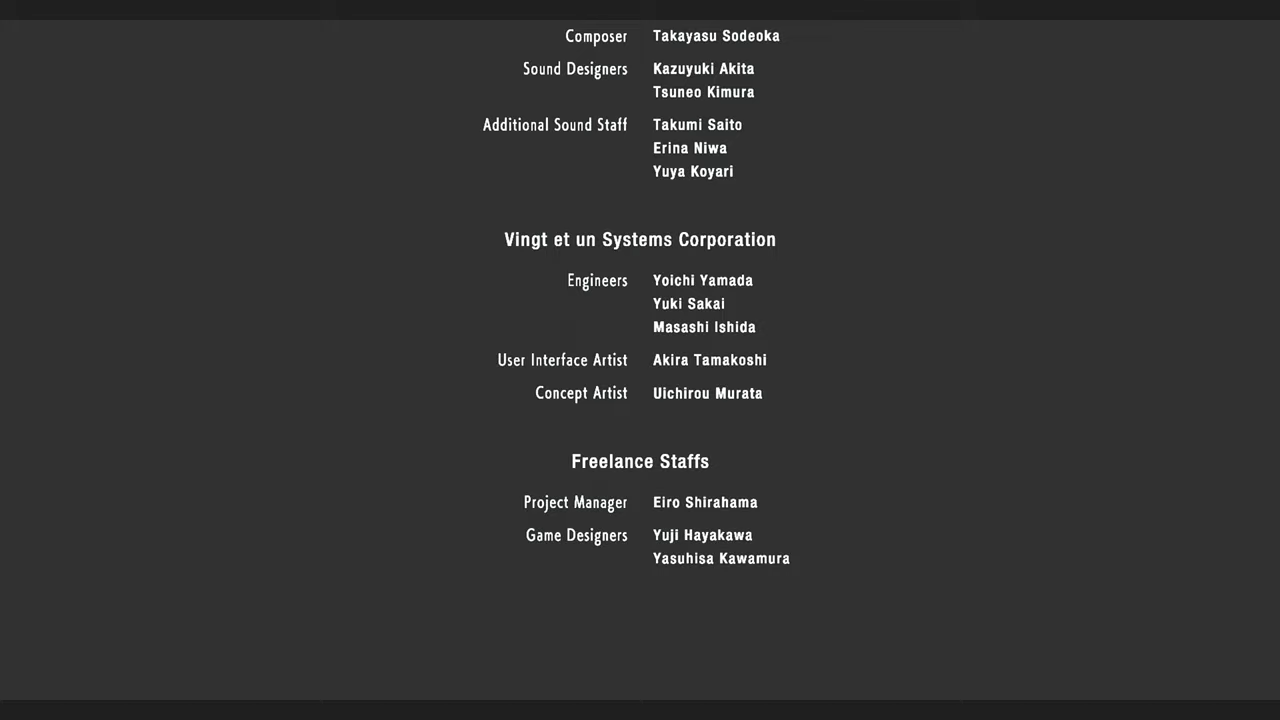 Composer Takayasu Sodeoka
Sound Designers Kazuyuki Akita
Tsuneo Kimura
Additional Sound Staff Takumi Saito
Erina Niwa
Yuya Koyari
Vingt et un Systems Corporation
Engineers Yoichi Yamada
Yuki Sakai
Masashi Ishida
User Interface Artist Akira Tamakoshi
Concept Artist Uichirou Murata
Freelance Staffs
Project Manager Eiro Shirahama
Game Designers Yuji Hayakawa
Yasuhisa Kawamura